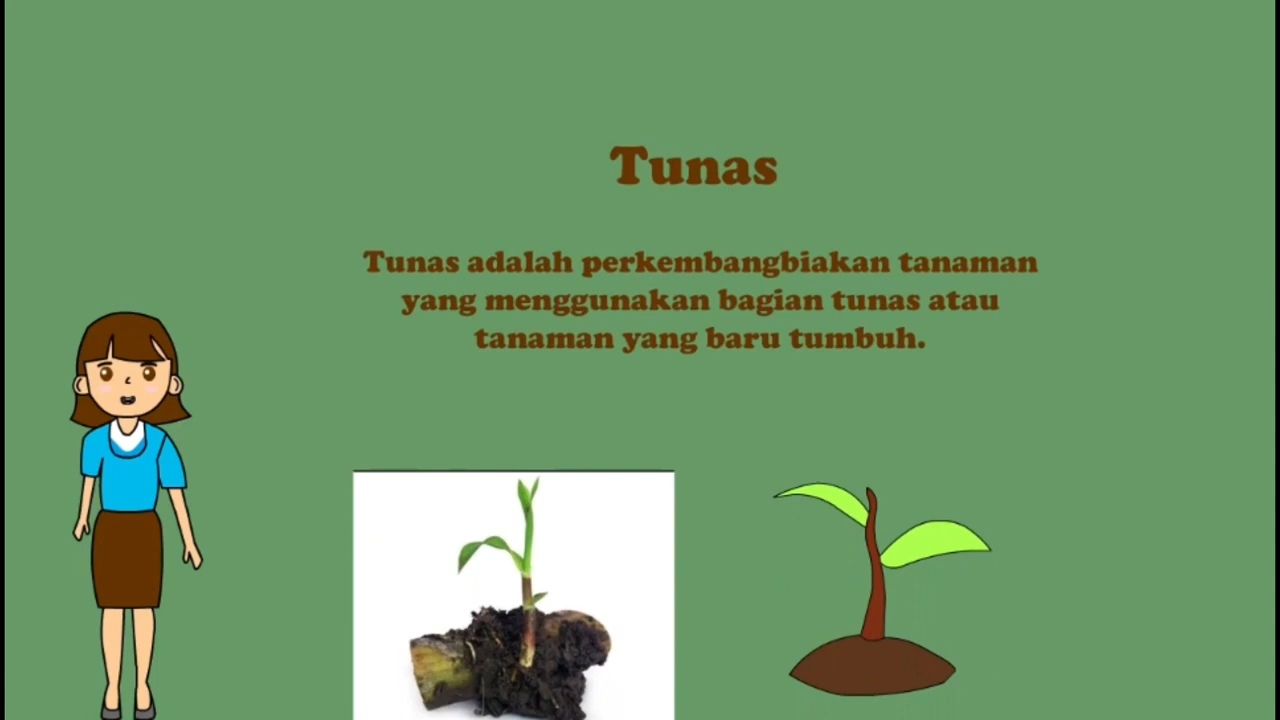 Tunas
Tunas adalah perkembangbiakan tanaman
yang menggunakan bagian tunas atau
tanaman yang baru tumbuh.